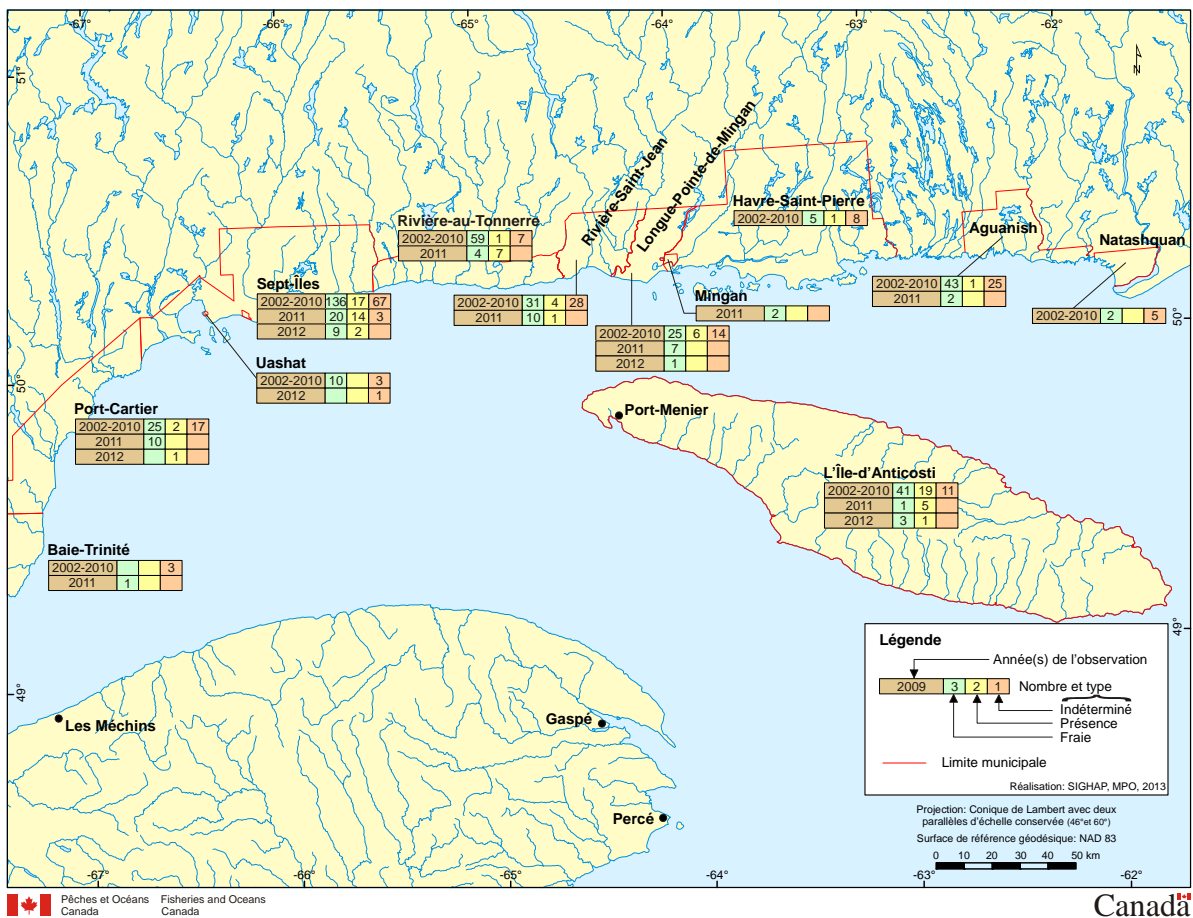 -67° -66° -65° -64° -63° -62°
51°
N
Rivière-Saint-Jean
Longue-Pointe-de-Mingan
Havre-Saint-Pierre
2002-2010 5 1 8
Rivière-au-Tonnerre
2002-2010 59 1 7
2011 4 7
Aguanish
2002-2010 43 1 25
2011 2
Natashquan
2002-2010 2 5
Sept-Îles
2002-2010 136 17 67
2011 20 14 3
2012 9 2
2002-2010 31 4 28
2011 10 1
Mingan
2011 2
2002-2010 25 6 14
2011 7
2012 1
50°
50°
Uashat
2002-2010 10 3
2012 1
Port-Cartier
2002-2010 25 2 17
2011 10
2012 1
Port-Menier
L'Île-d'Anticosti
2002-2010 41 19 11
2011 1 5
2012 3 1
Baie-Trinité
2002-2010 3
2011 1
49°
49°
Légende
Année(s) de l'observation
2009 3 2 1 Nombre et type
Indéterminé
Présence
Fraie
Limite municipale
Réalisation: SIGHAP, MPO, 2013
Les Méchins
Gaspé
Percé
Projection: Conique de Lambert avec deux
parallèles d'échelle conservée (46°et 60°)
Surface de référence géodésique: NAD 83
0 10 20 30 40 50 km
-67° -66° -65° -64° -63° -62°
Pêches et Océans Fisheries and Oceans
Canada Canada
Canada